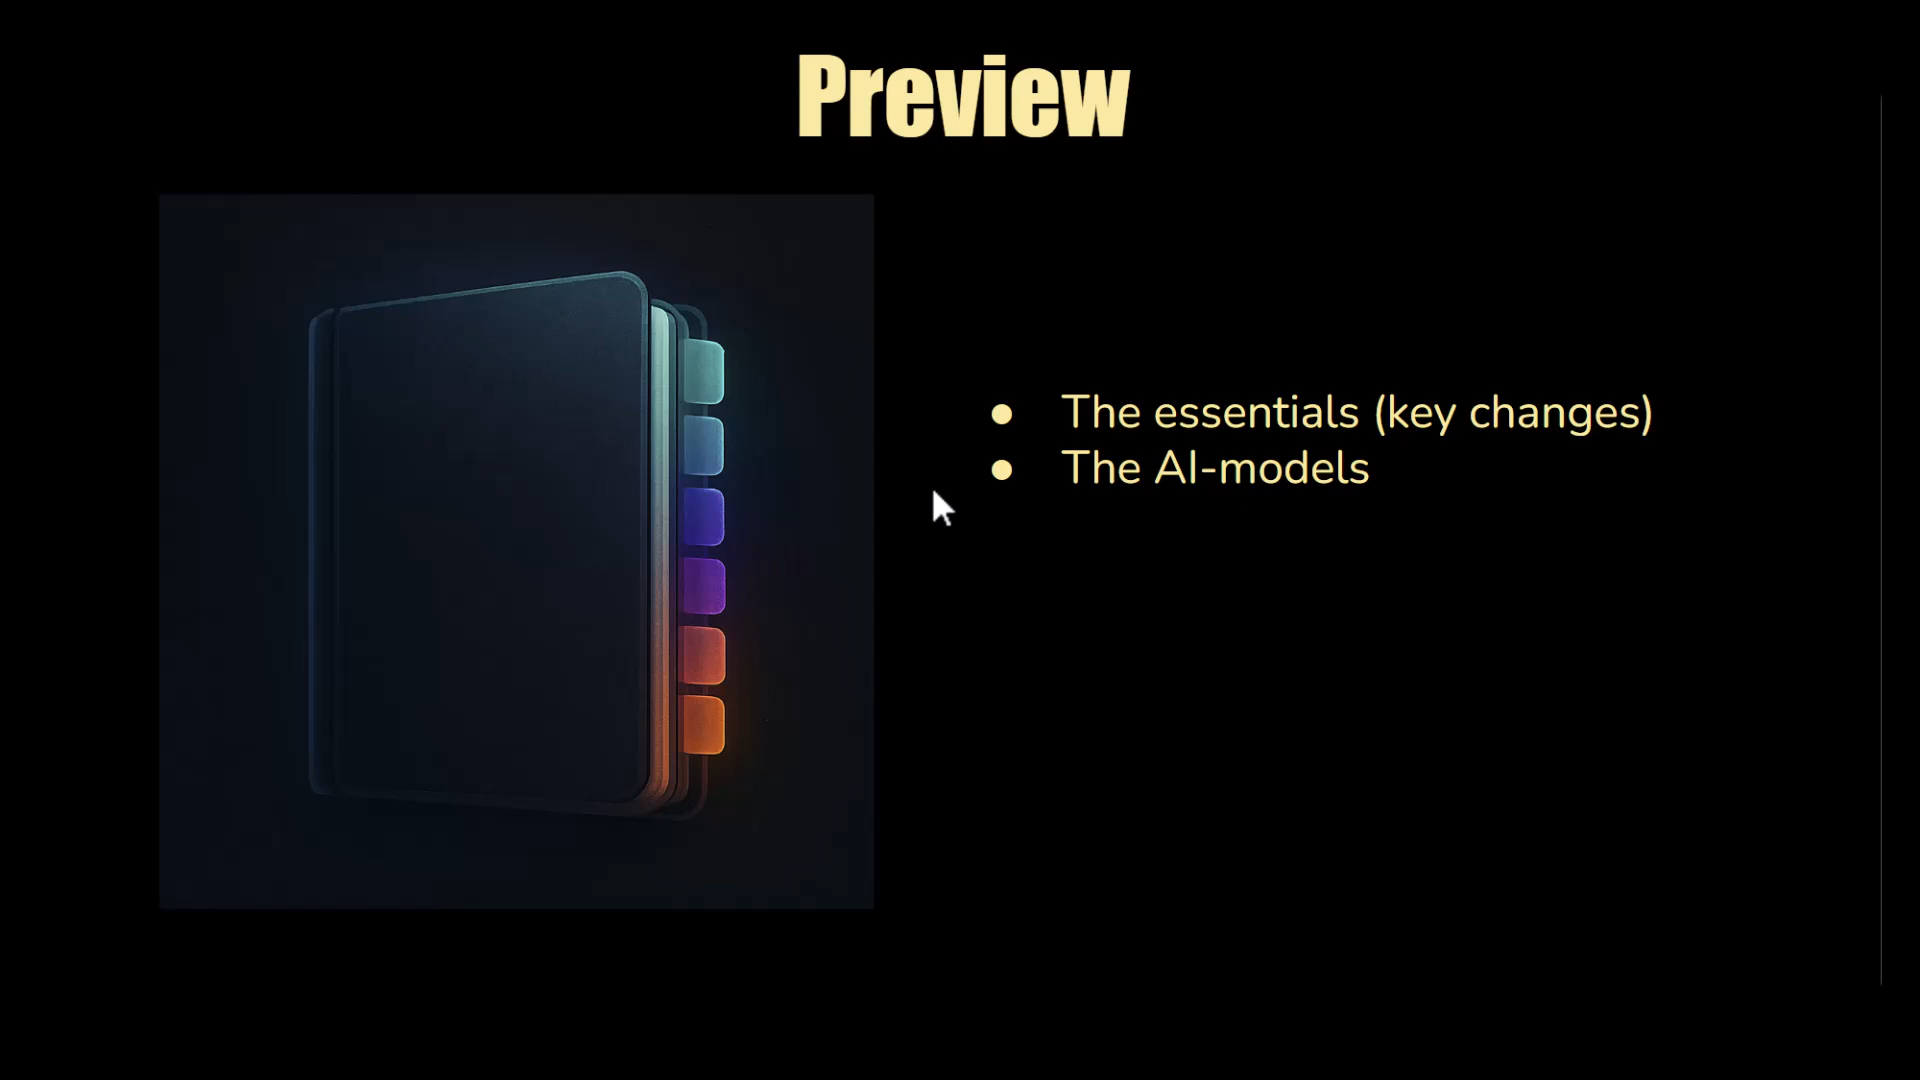 Preview
● The essentials (key changes)
● The AI-models